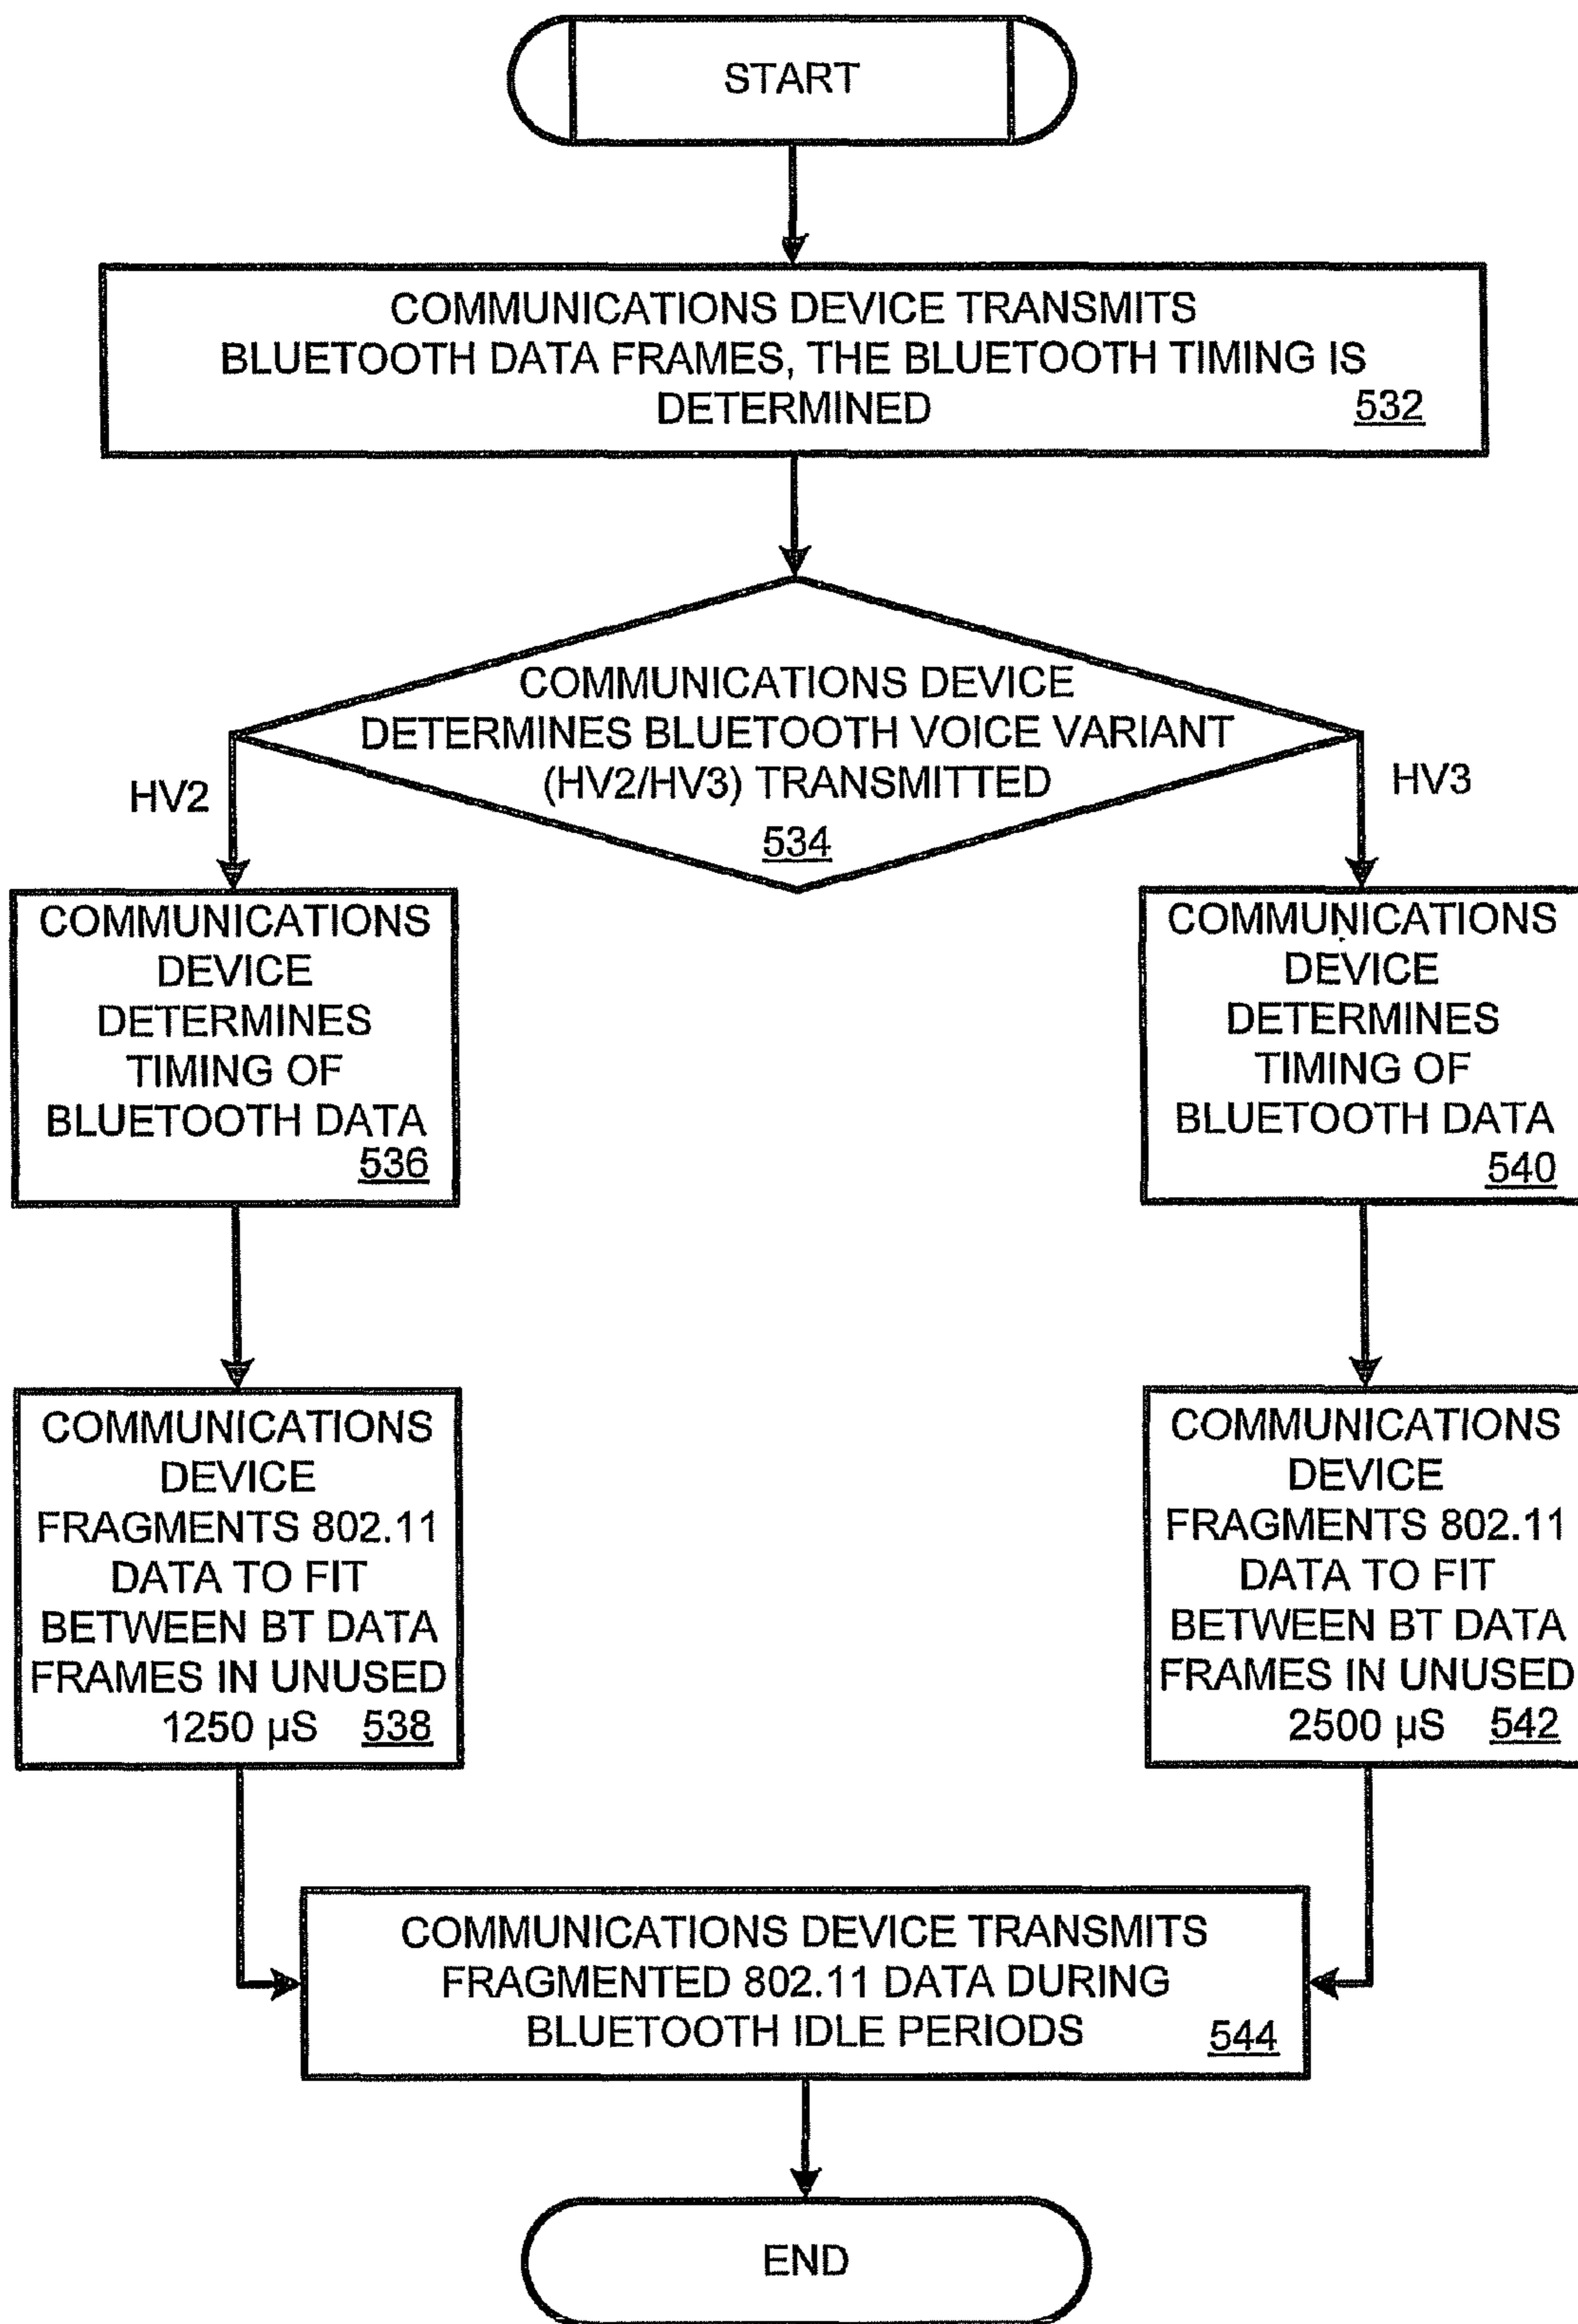 START
COMMUNICATIONS DEVICE TRANSMITS
BLUETOOTH DATA FRAMES, THE BLUETOOTH TIMING IS
DETERMINED 532
COMMUNICATIONS DEVICE
DETERMINES BLUETOOTH VOICE VARIANT
(HV2/HV3) TRANSMITTED
534
HV2
HV3
COMMUNICATIONS
DEVICE
DETERMINES
TIMING OF
BLUETOOTH DATA
536
COMMUNICATIONS
DEVICE
DETERMINES
TIMING OF
BLUETOOTH DATA
540
COMMUNICATIONS
DEVICE
FRAGMENTS 802.11
DATA TO FIT
BETWEEN BT DATA
FRAMES IN UNUSED
1250 µS 538
COMMUNICATIONS
DEVICE
FRAGMENTS 802.11
DATA TO FIT
BETWEEN BT DATA
FRAMES IN UNUSED
2500 µS 542
COMMUNICATIONS DEVICE TRANSMITS
FRAGMENTED 802.11 DATA DURING
BLUETOOTH IDLE PERIODS 544
END